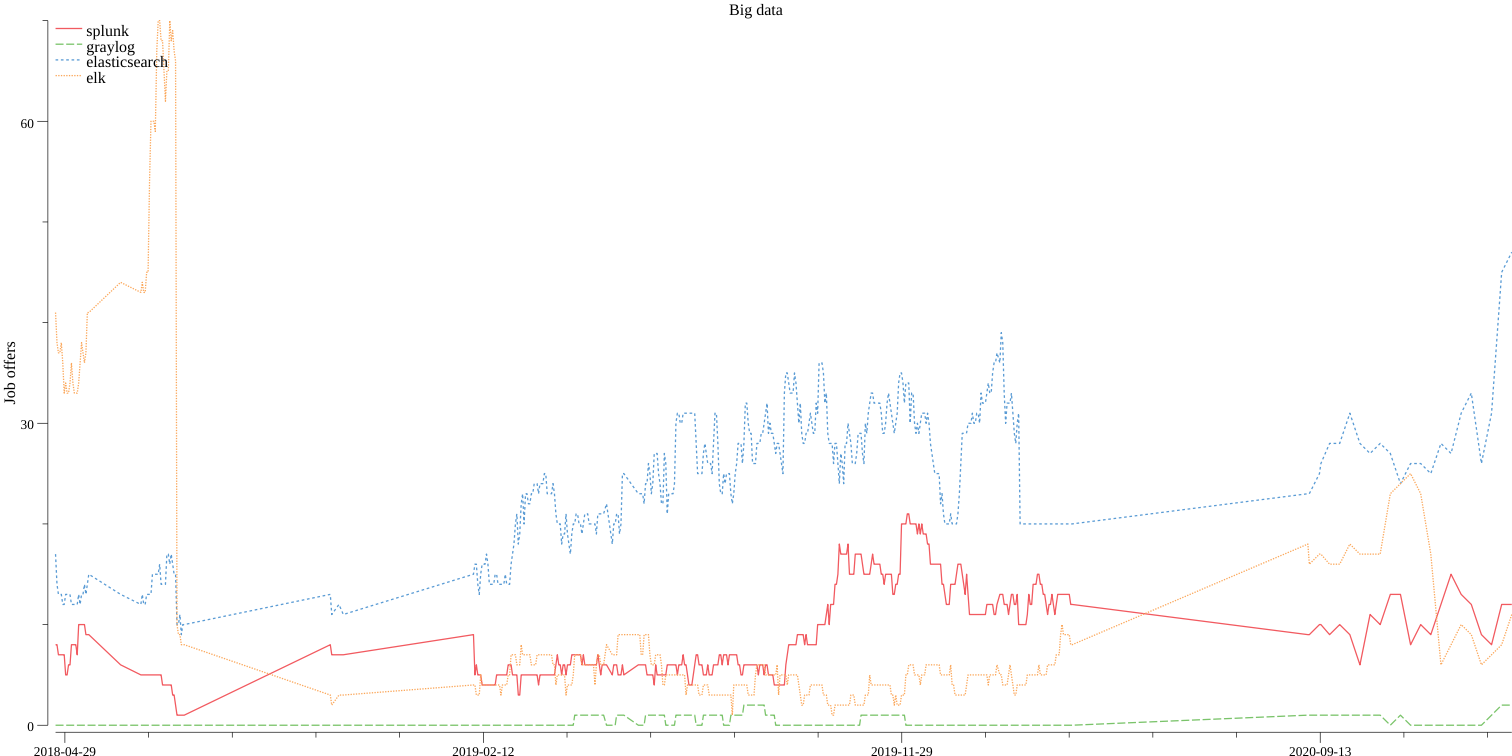 Big data
splunk
graylog
elasticsearch
elk
60
30
0
Job offers
2018-04-29
2019-02-12
2019-11-29
2020-09-13